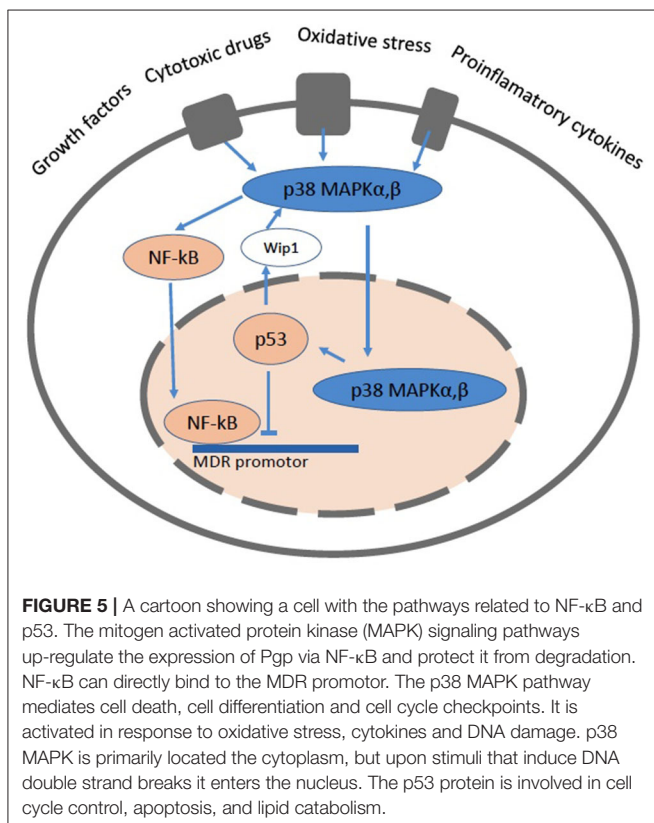 Growth factors
Cytotoxic drugs
Oxidative stress
Proinflamatrory cytokines
p38 MAPKα,β
NF-kB
Wip1
p53
p38 MAPKα,β
NF-kB
MDR promotor
FIGURE 5 | A cartoon showing a cell with the pathways related to NF-κB and
p53. The mitogen activated protein kinase (MAPK) signaling pathways
up-regulate the expression of Pgp via NF-κB and protect it from degradation.
NF-κB can directly bind to the MDR promotor. The p38 MAPK pathway
mediates cell death, cell differentiation and cell cycle checkpoints. It is
activated in response to oxidative stress, cytokines and DNA damage. p38
MAPK is primarily located the cytoplasm, but upon stimuli that induce DNA
double strand breaks it enters the nucleus. The p53 protein is involved in cell
cycle control, apoptosis, and lipid catabolism.